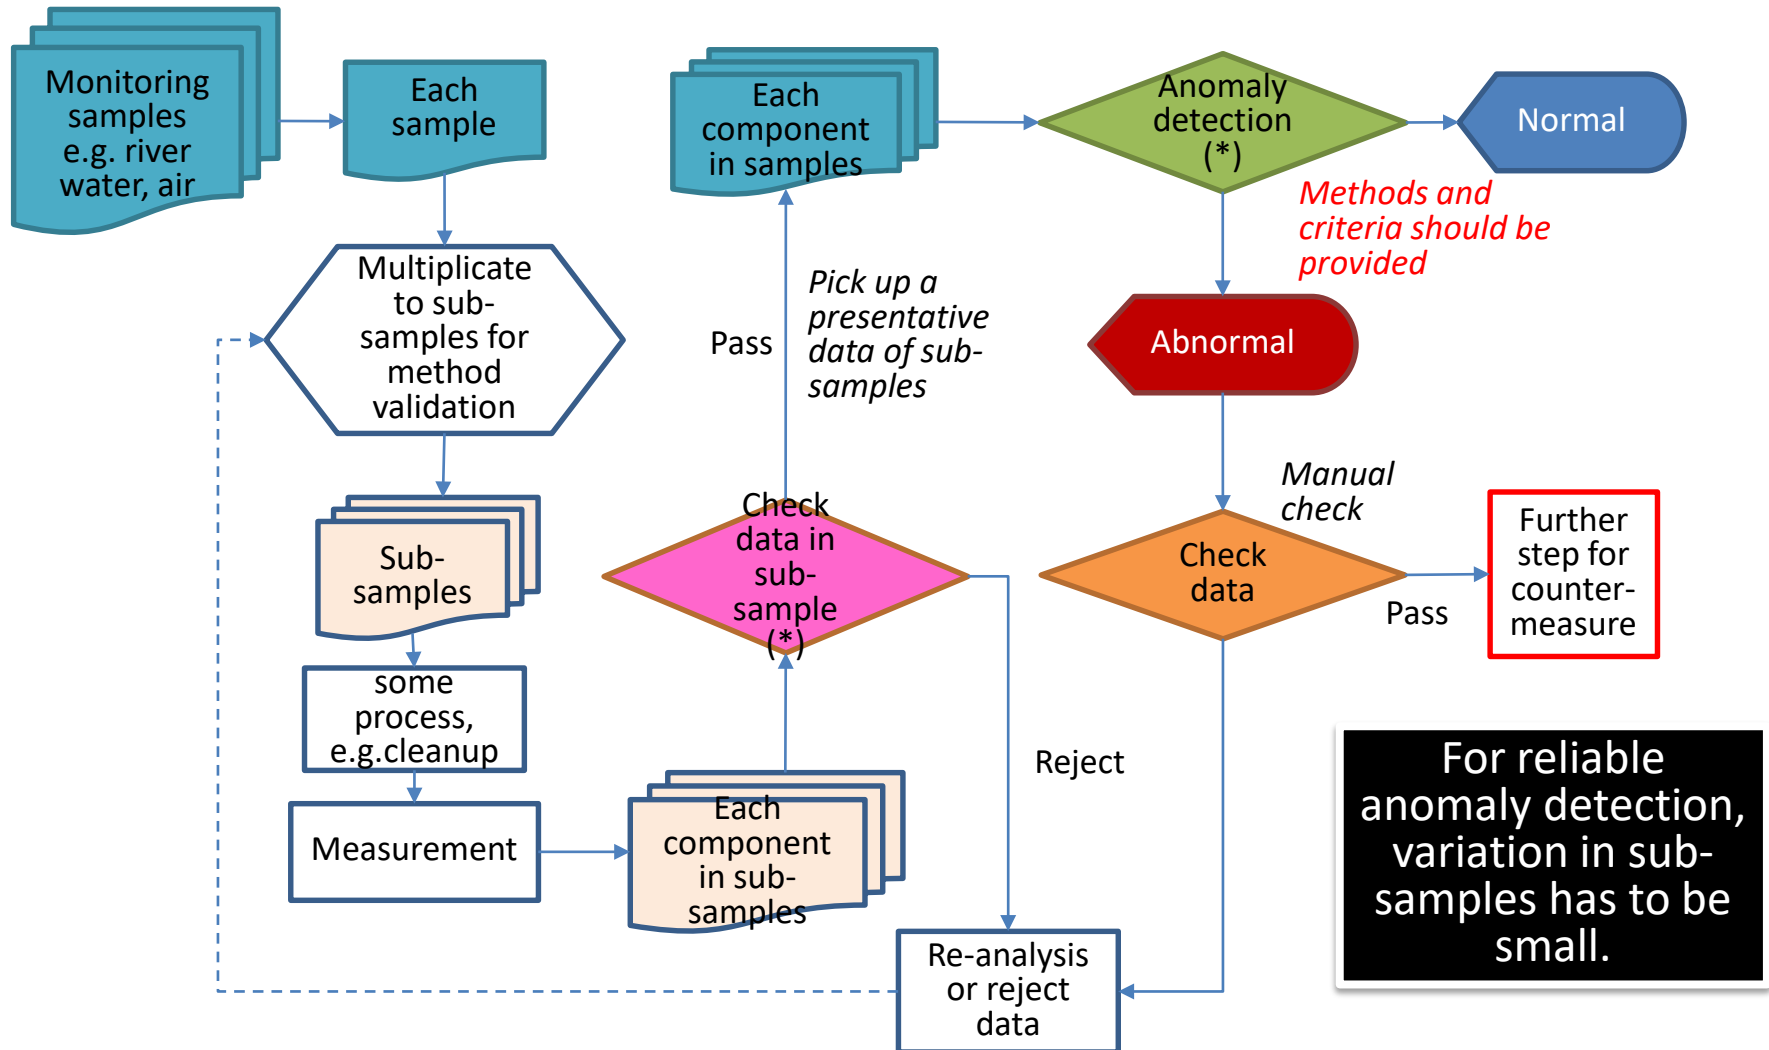 Monitoring
samples
e.g. river
water, air
Each
sample
Multiplicate
to sub-
samples for
method
validation
Sub-
samples
some
process,
e.g.cleanup
Measurement
Each
component
in sub-
samples
Check
data in
sub-
sample
(*)
Pass
Pick up a
presentative
data of sub-
samples
Each
component
in samples
Anomaly
detection
(*)
Normal
Methods and
criteria should be
provided
Abnormal
Manual
check
Check
data
Pass
Further
step for
counter-
measure
Reject
Re-analysis
or reject
data
For reliable
anomaly detection,
variation in sub-
samples has to be
small.